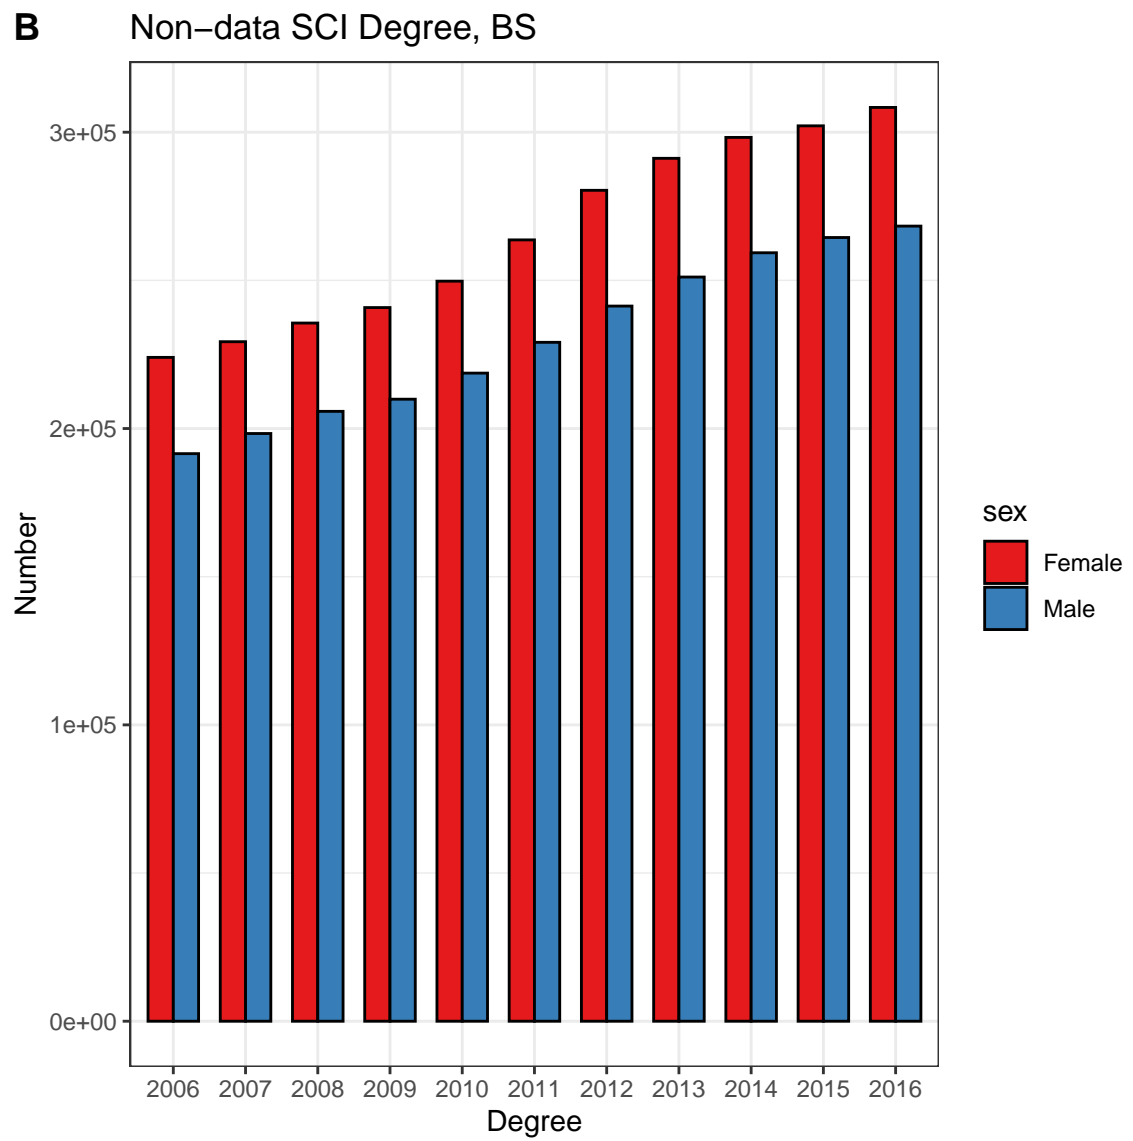 B Non−data SCI Degree, BS
3e+05
2e+05
1e+05
0e+00
Number
2006 2007 2008 2009 2010 2011 2012 2013 2014 2015 2016
Degree
sex
Female
Male